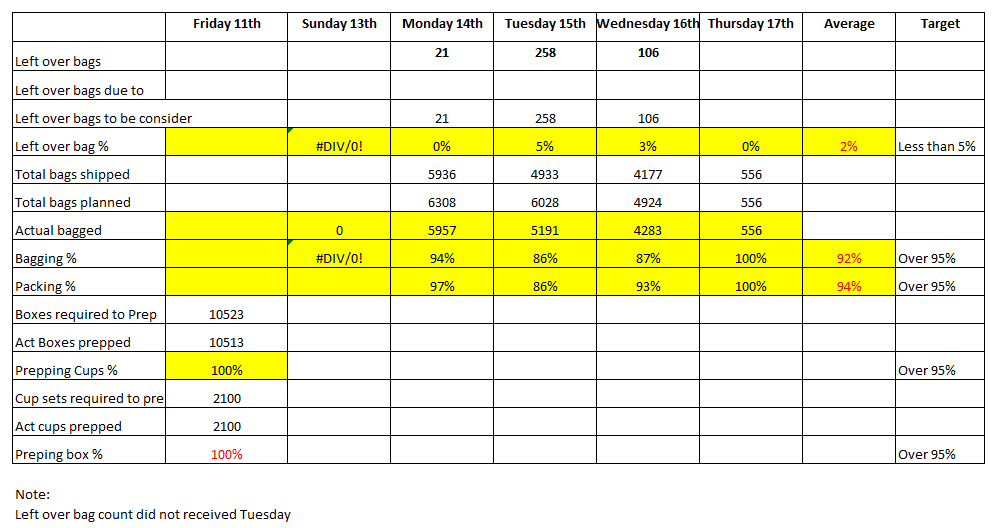 Friday 11th Sunday 13th Monday 14th Tuesday 15th Wednesday 16th Thursday 17th Average Target
Left over bags 21 258 106
Left over bags due to
Left over bags to be consider 21 258 106
Left over bag % #DIV/0! 0% 5% 3% 0% 2% Less than 5%
Total bags shipped 5936 4933 4177 556
Total bags planned 6308 6028 4924 556
Actual bagged 0 5957 5191 4283 556
Bagging % #DIV/0! 94% 86% 87% 100% 92% Over 95%
Packing % 97% 86% 93% 100% 94% Over 95%
Boxes required to Prep 10523
Act Boxes prepped 10513
Prepping Cups % 100% Over 95%
Cup sets required to pre 2100
Act cups prepped 2100
Preping box % 100% Over 95%
Note:
Left over bag count did not received Tuesday